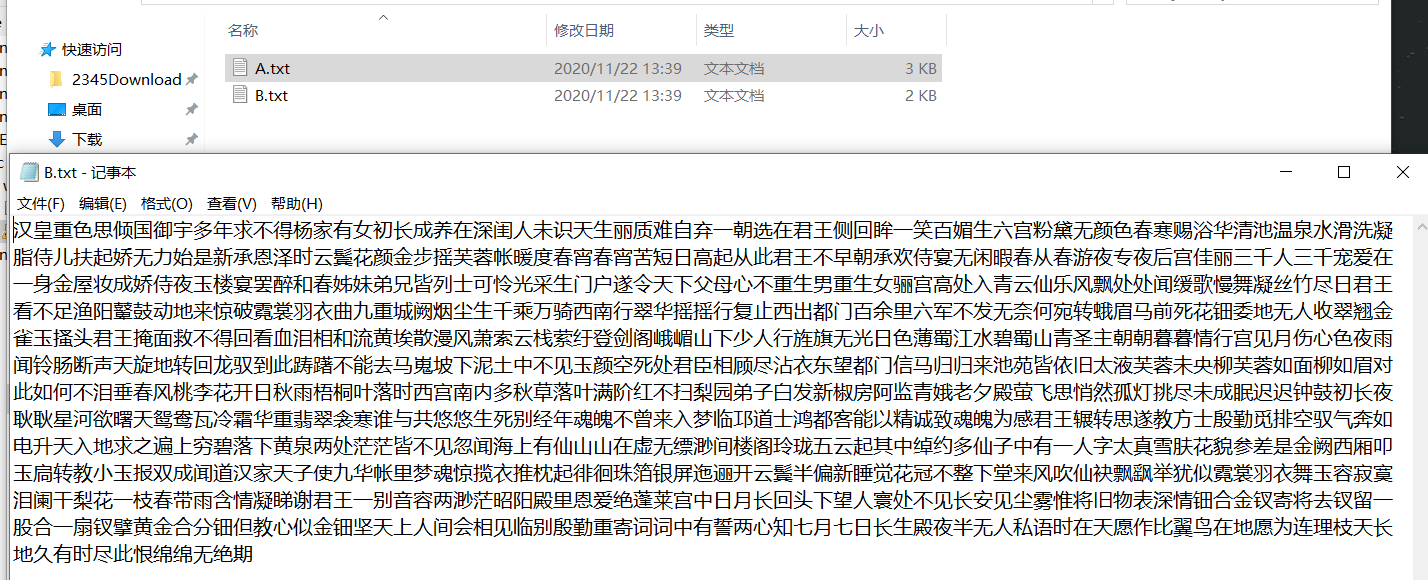 名称 修改日期 类型 大小
快速访问
A.txt 2020/11/22 13:39 文本文档 3 KB
2345Download
B.txt 2020/11/22 13:39 文本文档 2 KB
桌面
下载
B.txt - 记事本
文件(F) 编辑(E) 格式(O) 查看(V) 帮助(H)
汉皇重色思倾国御宇多年求不得杨家有女初长成养在深闺人未识天生丽质难自弃一朝选在君王侧回眸一笑百媚生六宫粉黛无颜色春寒赐浴华清池温泉水滑洗凝
脂侍儿扶起娇无力始是新承恩泽时云鬓花颜金步摇芙蓉帐暖度春宵春宵苦短日高起从此君王不早朝承欢侍宴无闲暇春从春游夜专夜后宫佳丽三千人三千宠爱在
一身金屋妆成娇侍夜玉楼宴罢醉和春姊妹弟兄皆列士可怜光采生门户遂令天下父母心不重生男重生女骊宫高处入青云仙乐风飘处处闻缓歌慢舞凝丝竹尽日君王
看不足渔阳鼙鼓动地来惊破霓裳羽衣曲九重城阙烟尘生千乘万骑西南行翠华摇摇行复止西出都门百余里六军不发无奈何宛转蛾眉马前死花钿委地无人收翠翘金
雀玉搔头君王掩面救不得回看血泪相和流黄埃散漫风萧索云栈萦纡登剑阁峨嵋山下少人行旌旗无光日色薄蜀江水碧蜀山青圣主朝朝暮暮情行宫见月伤心色夜雨
闻铃肠断声天旋地转回龙驭到此踌躇不能去马嵬坡下泥土中不见玉颜空死处君臣相顾尽沾衣东望都门信马归归来池苑皆依旧太液芙蓉未央柳芙蓉如面柳如眉对
此如何不泪垂春风桃李花开日秋雨梧桐叶落时西宫南内多秋草落叶满阶红不扫梨园弟子白发新椒房阿监青娥老夕殿萤飞思悄然孤灯挑尽未成眠迟迟钟鼓初长夜
耿耿星河欲曙天鸳鸯瓦冷霜华重翡翠衾寒谁与共悠悠生死别经年魂魄不曾来入梦临邛道士鸿都客能以精诚致魂魄为感君王辗转思遂教方士殷勤觅排空驭气奔如
电升天入地求之遍上穷碧落下黄泉两处茫茫皆不见忽闻海上有仙山山在虚无缥渺间楼阁玲珑五云起其中绰约多仙子中有一人字太真雪肤花貌参差是金阙西厢叩
玉扃转教小玉报双成闻道汉家天子使九华帐里梦魂惊揽衣推枕起徘徊珠箔银屏迤逦开云鬓半偏新睡觉花冠不整下堂来风吹仙袂飘飖举犹似霓裳羽衣舞玉容寂寞
泪阑干梨花一枝春带雨含情凝睇谢君王一别音容两渺茫昭阳殿里恩爱绝蓬莱宫中日月长回头下望人寰处不见长安见尘雾惟将旧物表深情钿合金钗寄将去钗留一
股合一扇钗擘黄金合分钿但教心似金钿坚天上人间会相见临别殷勤重寄词词中有誓两心知七月七日长生殿夜半无人私语时在天愿作比翼鸟在地愿为连理枝天长
地久有时尽此恨绵绵无绝期